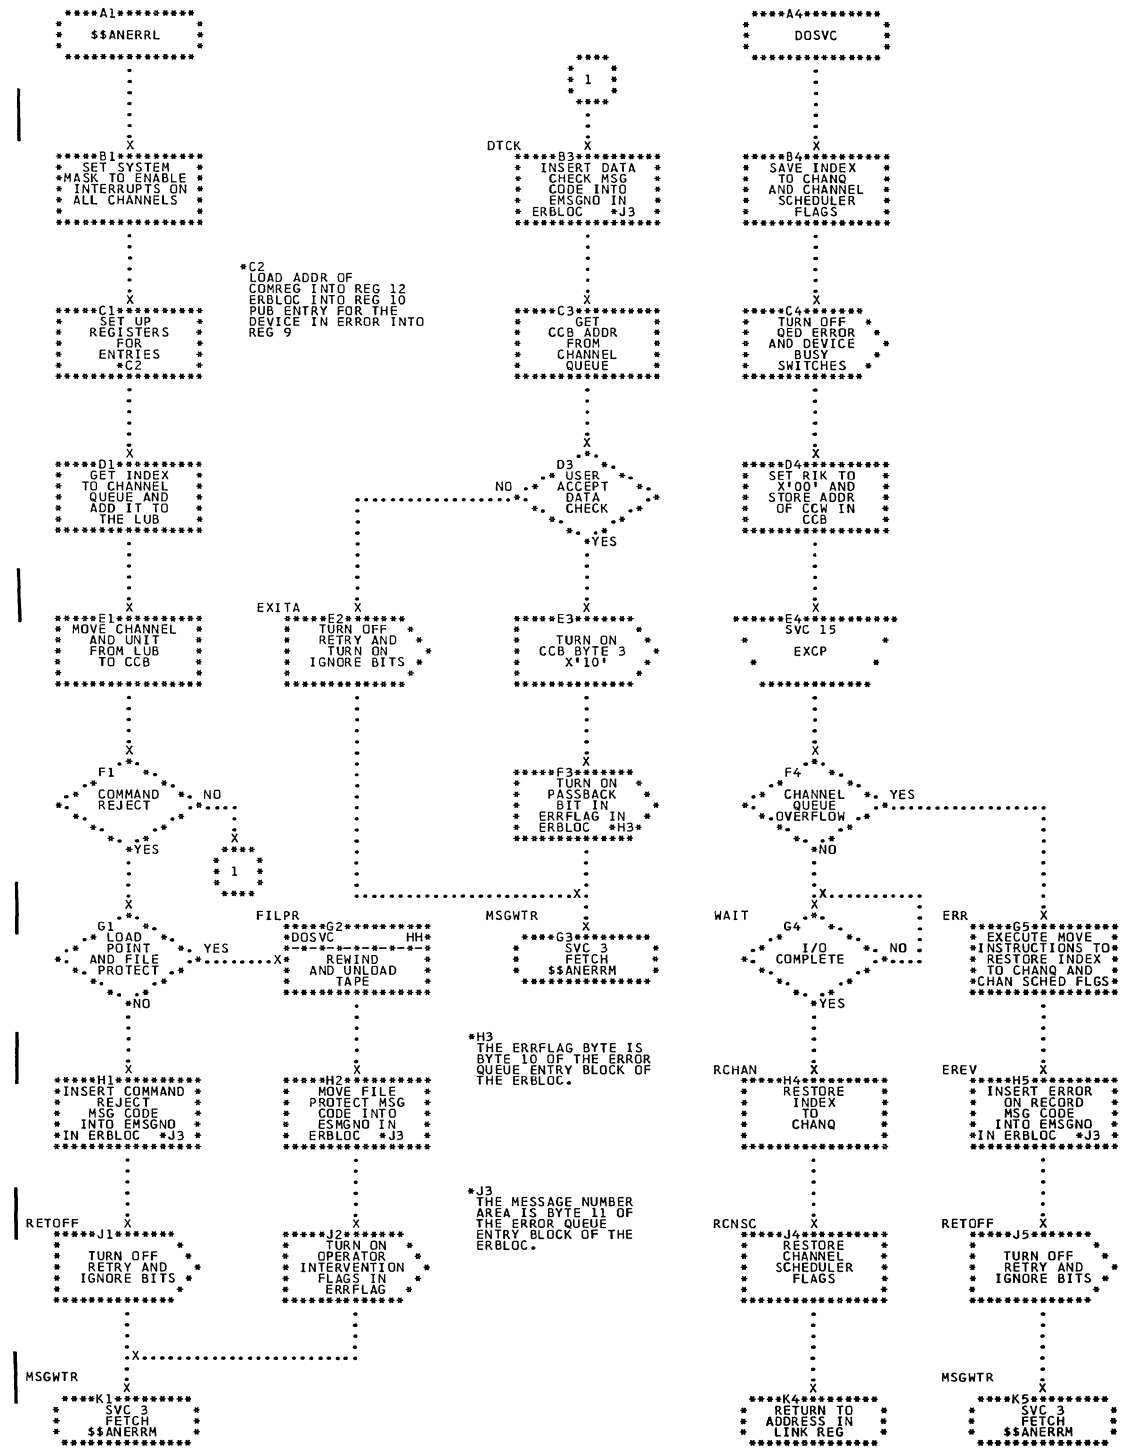 A1
$$ANERRL
B1
SET SYSTEM
MASK TO ENABLE
INTERRUPTS ON
ALL CHANNELS
C1
SET UP
REGISTERS
FOR
ENTRIES
*C2
*C2
LOAD ADDR OF
COMREG INTO REG 12
ERBLOC INTO REG 10
PUB ENTRY FOR THE
DEVICE IN ERROR INTO
REG 9
D1
GET INDEX
TO CHANNEL
QUEUE AND
ADD IT TO
THE LUB
E1
MOVE CHANNEL
AND UNIT
FROM LUB
TO CCB
F1
COMMAND
REJECT
NO
YES
1
G1
LOAD
POINT
AND FILE
PROTECT
YES
NO
H1
INSERT COMMAND
REJECT
MSG CODE
INTO EMSGNO
IN ERBLOC *J3
RETOFF
J1
TURN OFF
RETRY AND
IGNORE BITS
MSGWTR
K1
SVC 3
FETCH
$$ANERRM
EXITA
E2
TURN OFF
RETRY AND
TURN ON
IGNORE BITS
FILPR
G2
DOSVC HH
REWIND
AND UNLOAD
TAPE
H2
MOVE FILE
PROTECT MSG
CODE INTO
ESMGNO IN
ERBLOC *J3
J2
TURN ON
OPERATOR
INTERVENTION
FLAGS IN
ERRFLAG
1
DTCK
B3
INSERT DATA
CHECK MSG
CODE INTO
EMSGNO IN
ERBLOC *J3
C3
GET
CCB ADDR
FROM
CHANNEL
QUEUE
D3
USER
ACCEPT
DATA
CHECK
NO
YES
E3
TURN ON
CCB BYTE 3
X'10'
F3
TURN ON
PASSBACK
BIT IN
ERRFLAG IN
ERBLOC *H3*
MSGWTR
G3
SVC 3
FETCH
$$ANERRM
*H3
THE ERRFLAG BYTE IS
BYTE 10 OF THE ERROR
QUEUE ENTRY BLOCK OF
THE ERBLOC.
*J3
THE MESSAGE NUMBER
AREA IS BYTE 11 OF
THE ERROR QUEUE
ENTRY BLOCK OF THE
ERBLOC.
A4
DOSVC
B4
SAVE INDEX
TO CHANQ
AND CHANNEL
SCHEDULER
FLAGS
C4
TURN OFF
QED ERROR
AND DEVICE
BUSY
SWITCHES
D4
SET RIK TO
X'00' AND
STORE ADDR
OF CCW IN
CCB
E4
SVC 15
EXCP
F4
CHANNEL
QUEUE
OVERFLOW
YES
NO
WAIT
G4
I/O
COMPLETE
NO
YES
RCHAN
H4
RESTORE
INDEX
TO
CHANQ
RCNSC
J4
RESTORE
CHANNEL
SCHEDULER
FLAGS
K4
RETURN TO
ADDRESS IN
LINK REG
ERR
G5
EXECUTE MOVE
INSTRUCTIONS TO
RESTORE INDEX
TO CHANQ AND
CHAN SCHED FLGS
EREV
H5
INSERT ERROR
ON RECORD
MSG CODE
INTO EMSGNO
IN ERBLOC *J3
RETOFF
J5
TURN OFF
RETRY AND
IGNORE BITS
MSGWTR
K5
SVC 3
FETCH
$$ANERRM